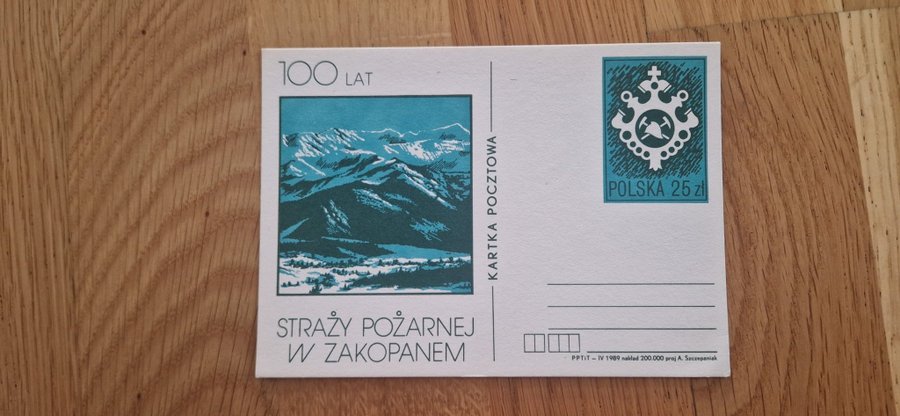 100 LAT
STRAŻY POŻARNEJ
W ZAKOPANEM
KARTKA POCZTOWA
POLSKA 25 zł
PPTiT – IV 1989 nakład 200.000 proj A. Szczepaniak